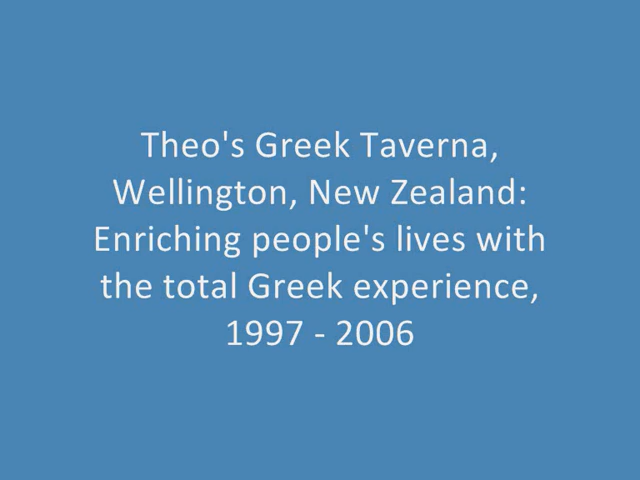 Theo's Greek Taverna,
Wellington, New Zealand:
Enriching people's lives with
the total Greek experience,
1997 - 2006